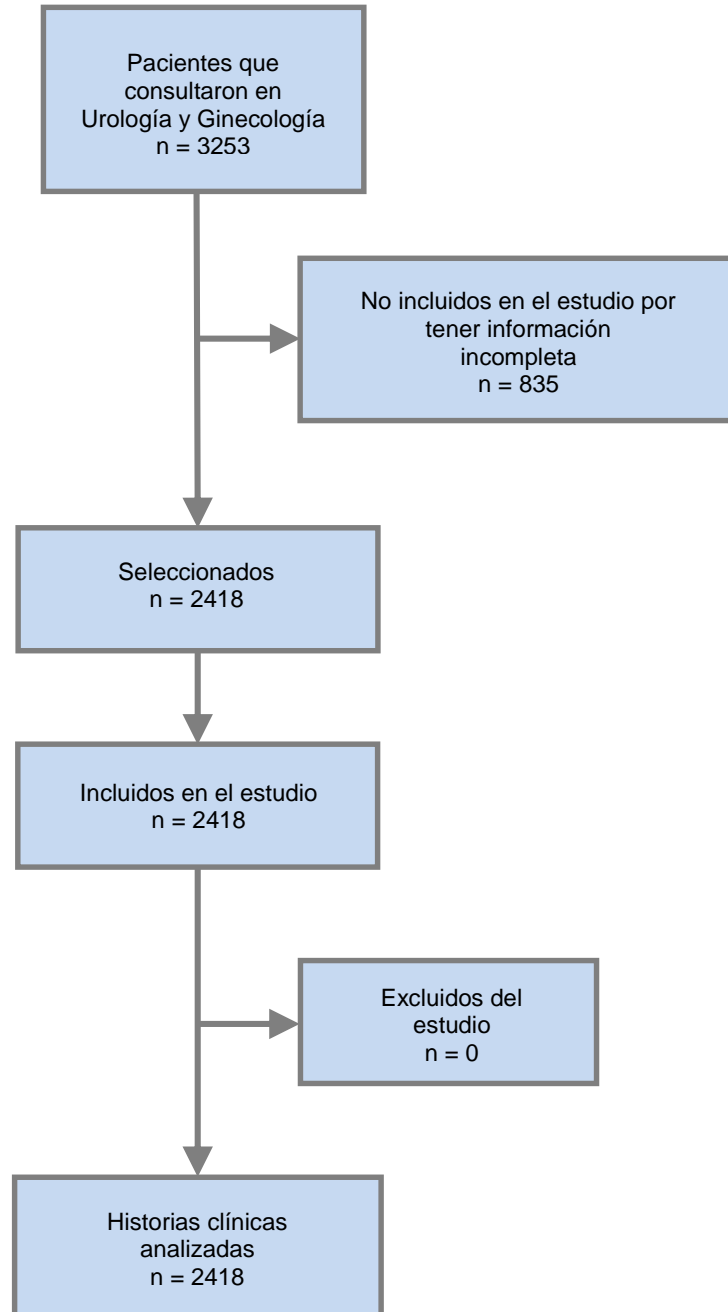 Pacientes que
consultaron en
Urología y Ginecología
n = 3253
No incluidos en el estudio por
tener información
incompleta
n = 835
Seleccionados
n = 2418
Incluidos en el estudio
n = 2418
Excluidos del
estudio
n = 0
Historias clínicas
analizadas
n = 2418